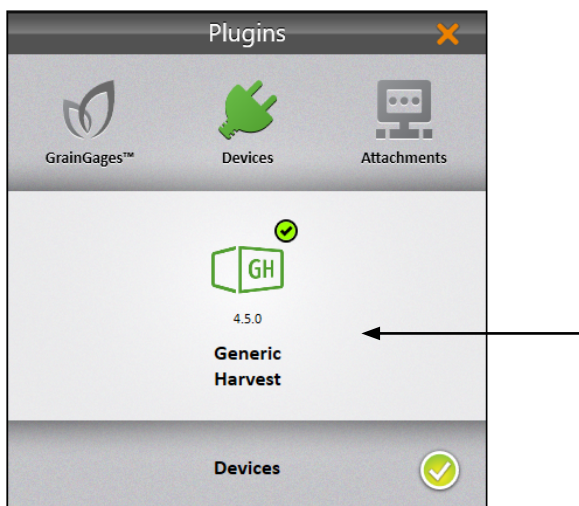 Plugins
GrainGages™
Devices
Attachments
GH
4.5.0
Generic
Harvest
Devices